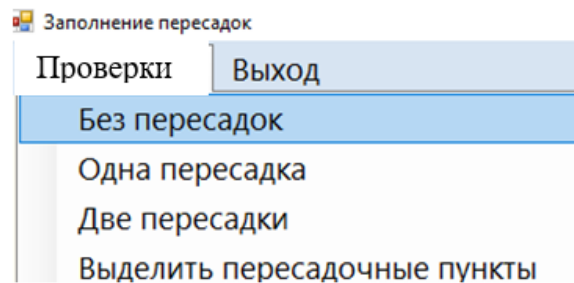 Заполнение пересадок
Проверки Выход
Без пересадок
Одна пересадка
Две пересадки
Выделить пересадочные пункты